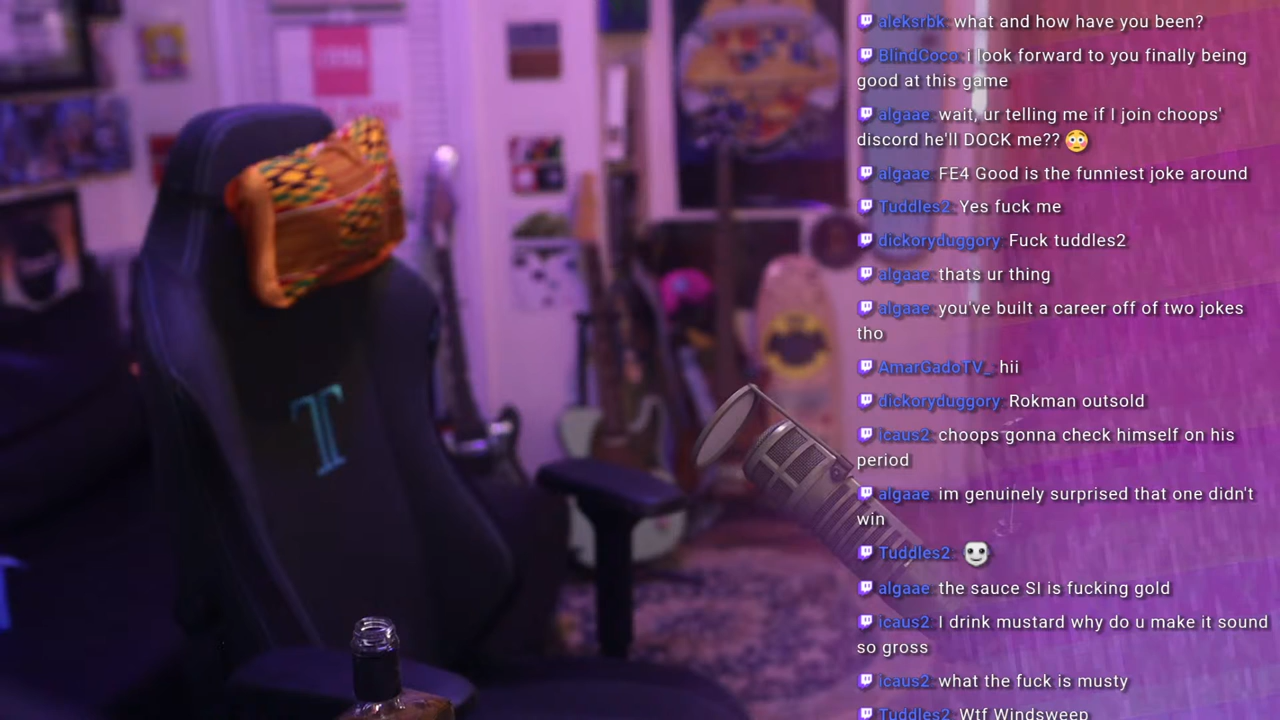 aleksrbk: what and how have you been?
BlindCoco: i look forward to you finally being
good at this game
algaae: wait, ur telling me if I join choops'
discord he'll DOCK me??
algaae: FE4 Good is the funniest joke around
Tuddles2: Yes fuck me
dickoryduggory: Fuck tuddles2
algaae: thats ur thing
algaae: you've built a career off of two jokes
tho
AmarGadoTV_: hii
dickoryduggory: Rokman outsold
icaus2: choops gonna check himself on his
period
algaae: im genuinely surprised that one didn't
win
Tuddles2:
algaae: the sauce SI is fucking gold
icaus2: I drink mustard why do u make it sound
so gross
icaus2: what the fuck is musty
Tuddles2: Wtf Windsweep
T